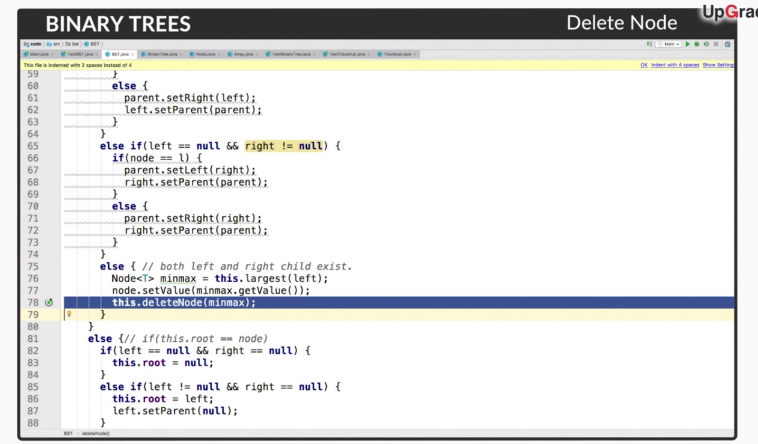 BINARY TREES
Delete Node
UpGrad
code src bst BST
Main
Main.java TestBST.java BST.java BinaryTree.java Node.java Array.java TestBinaryTree.java TestTraversal.java Traversal.java
This file is indented with 2 spaces instead of 4
OK Indent with 4 spaces Show Setting
59 }
60 else {
61 parent.setRight(left);
62 left.setParent(parent);
63 }
64 }
65 else if(left == null && right != null) {
66 if(node == l) {
67 parent.setLeft(right);
68 right.setParent(parent);
69 }
70 else {
71 parent.setRight(right);
72 right.setParent(parent);
73 }
74 }
75 else { // both left and right child exist.
76 Node<T> minmax = this.largest(left);
77 node.setValue(minmax.getValue());
78 this.deleteNode(minmax);
79 }
80 }
81 else {// if(this.root == node)
82 if(left == null && right == null) {
83 this.root = null;
84 }
85 else if(left != null && right == null) {
86 this.root = left;
87 left.setParent(null);
88 }
BST › deleteNode()